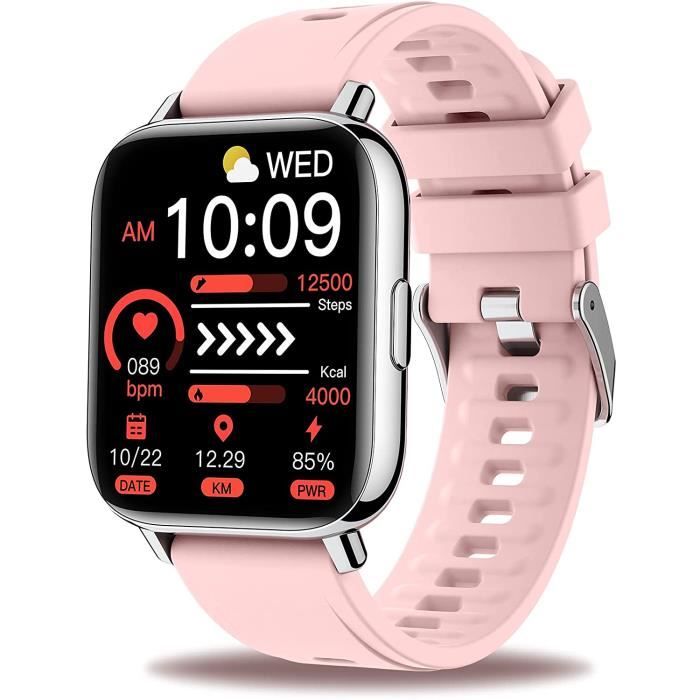 WED
AM 10:09
12500
Steps
089
bpm
Kcal
4000
10/22 12.29 85%
DATE KM PWR